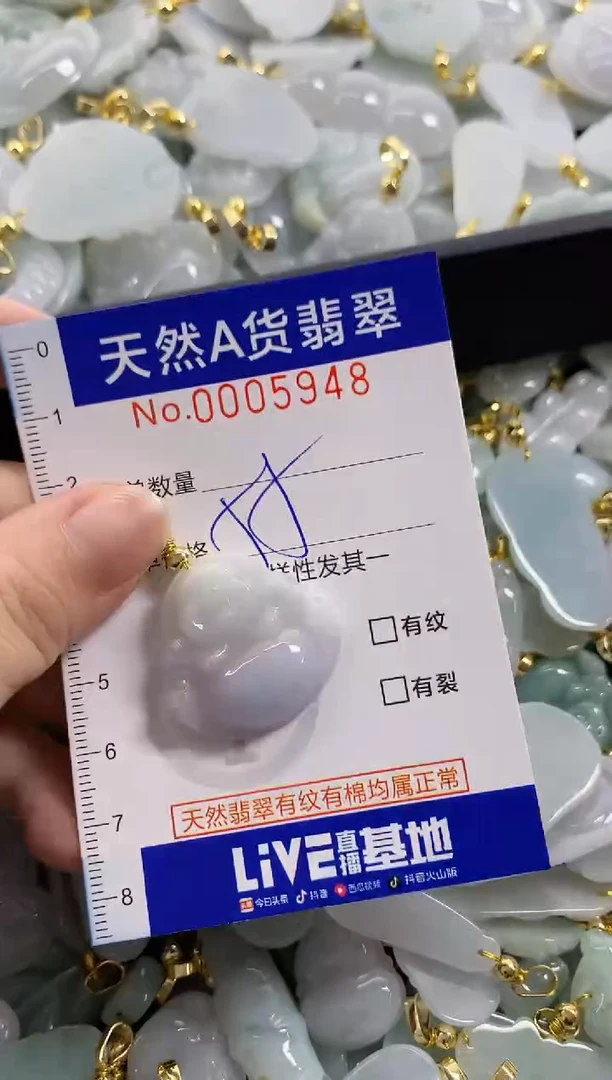 天然A货翡翠
No.0005948
0
1
2
数量
样性发其一
有纹
5
有裂
6
天然翡翠有纹有棉均属正常
7
LiVE直播基地
8
今日头条 抖音 西瓜视频 抖音火山版